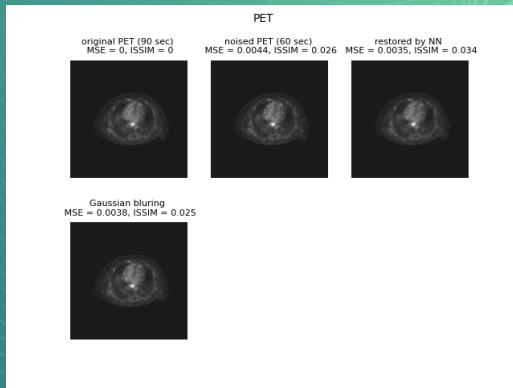 PET
original PET (90 sec)
MSE = 0, ISSIM = 0
noised PET (60 sec)
MSE = 0.0044, ISSIM = 0.026
restored by NN
MSE = 0.0035, ISSIM = 0.034
Gaussian bluring
MSE = 0.0038, ISSIM = 0.025